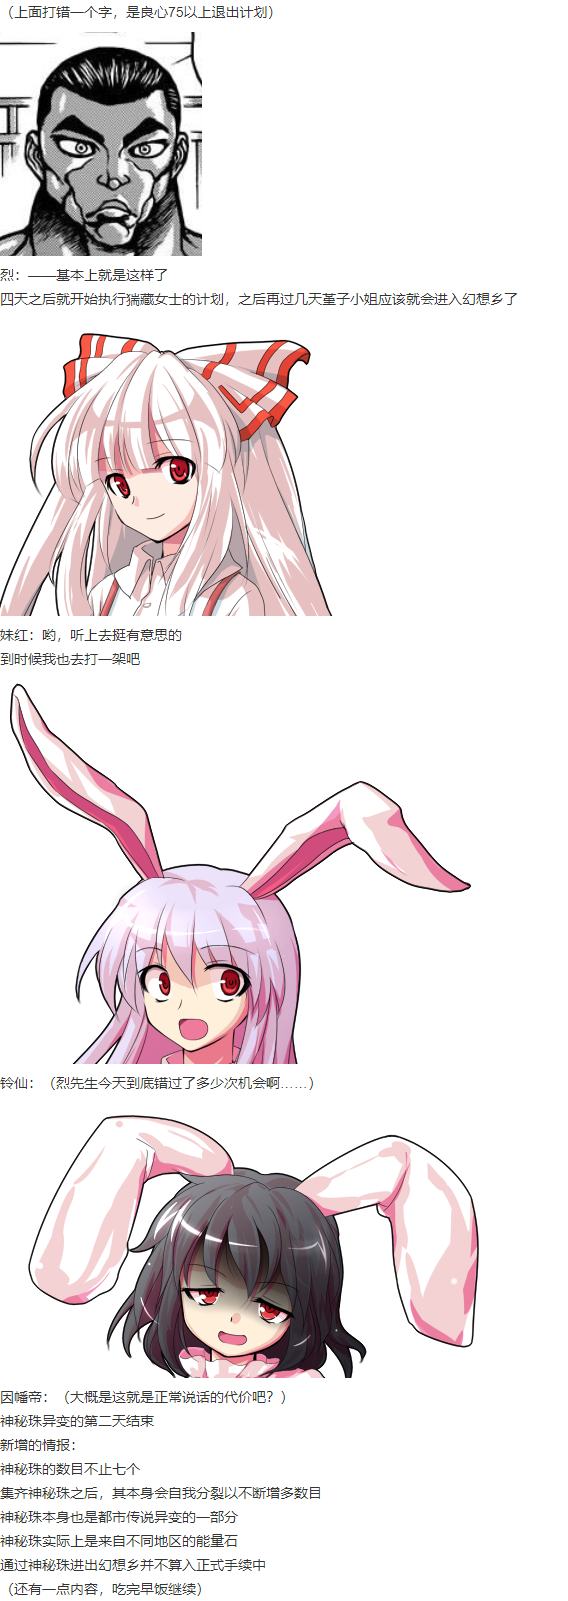 （上面打错一个字，是良心75以上退出计划）
烈：——基本上就是这样了
四天之后就开始执行猯藏女士的计划，之后再过几天堇子小姐应该就会进入幻想乡了
妹红：哟，听上去挺有意思的
到时候我也去打一架吧
铃仙：（烈先生今天到底错过了多少次机会啊……）
因幡帝：（大概是这就是正常说话的代价吧？）
神秘珠异变的第二天结束
新增的情报：
神秘珠的数目不止七个
集齐神秘珠之后，其本身会自我分裂以不断增多数目
神秘珠本身也是都市传说异变的一部分
神秘珠实际上是来自不同地区的能量石
通过神秘珠进出幻想乡并不算入正式手续中
（还有一点内容，吃完早饭继续）